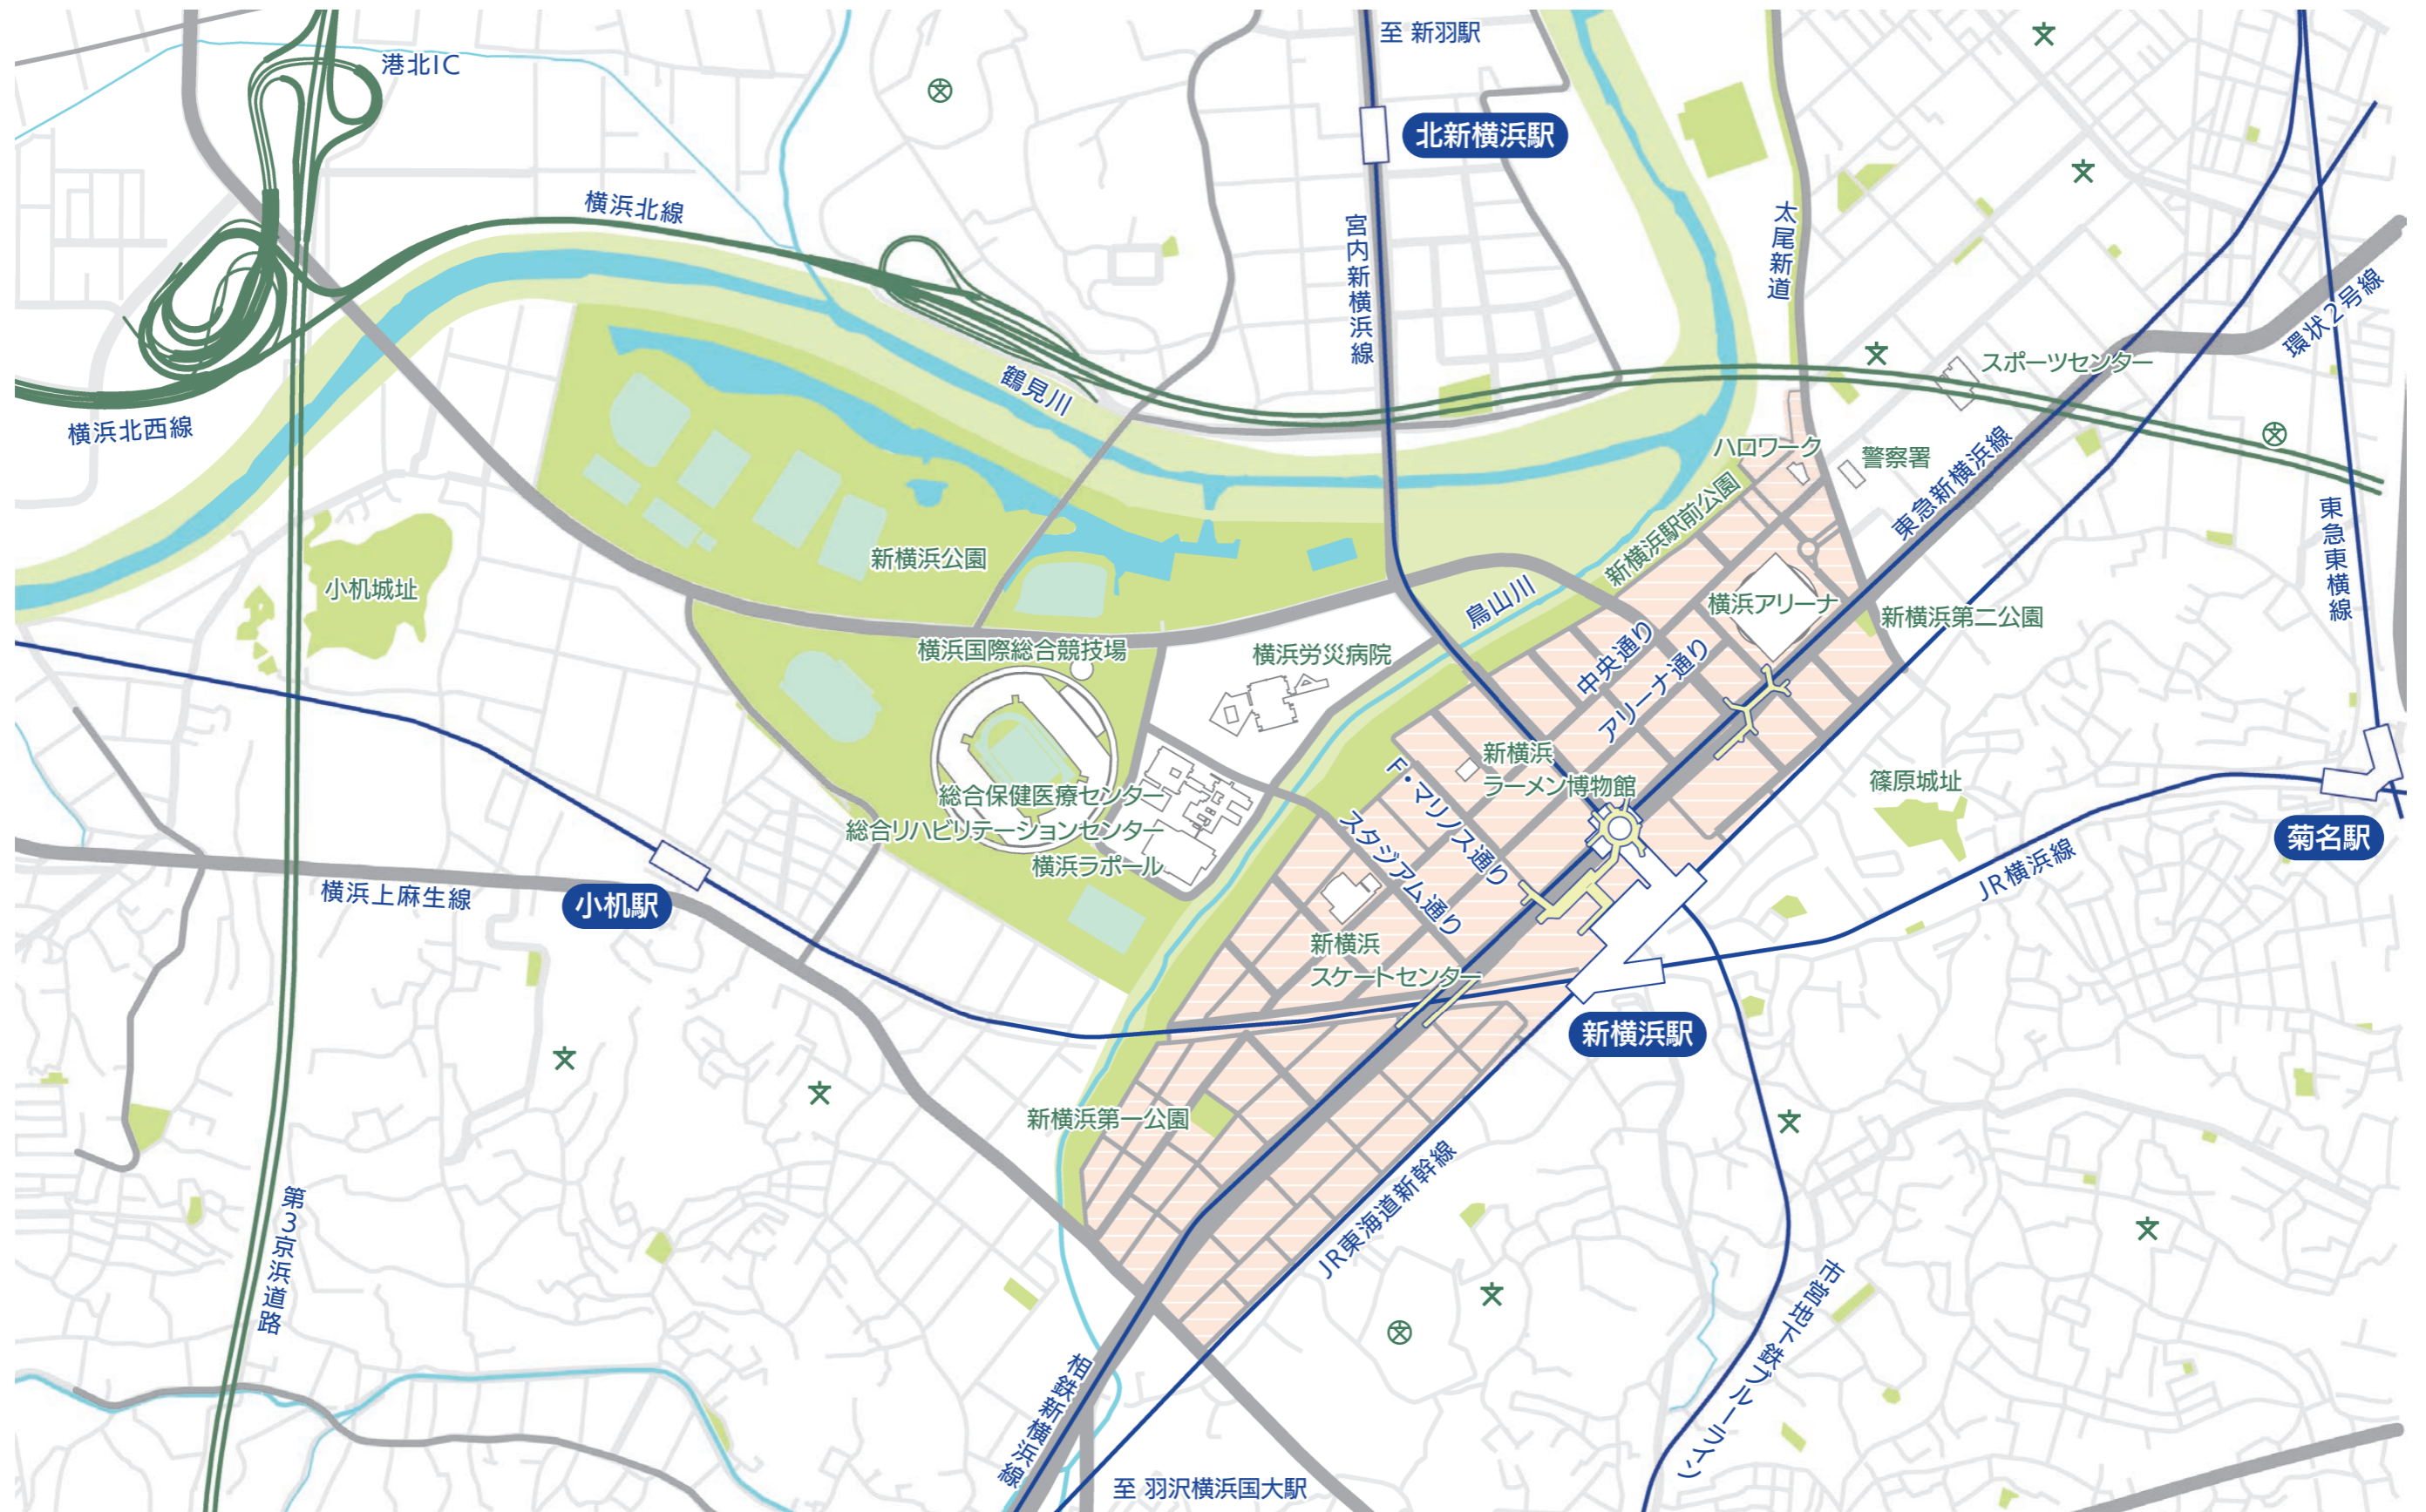 至 新羽駅
港北IC
北新横浜駅
横浜北線
太尾新道
宮内新横浜線
環状2号線
スポーツセンター
鶴見川
横浜北西線
ハロワーク
警察署
東急新横浜線
新横浜駅前公園
東急東横線
新横浜公園
小机城址
鳥山川
横浜アリーナ
新横浜第二公園
横浜国際総合競技場
横浜労災病院
中央通り
アリーナ通り
新横浜
ラーメン博物館
F・マリノス通り
スタジアム通り
篠原城址
総合保健医療センター
総合リハビリテーションセンター
横浜ラポール
菊名駅
JR横浜線
横浜上麻生線
小机駅
新横浜
スケートセンター
新横浜駅
新横浜第一公園
JR東海道新幹線
第3京浜道路
市営地下鉄ブルーライン
相鉄新横浜線
至 羽沢横浜国大駅